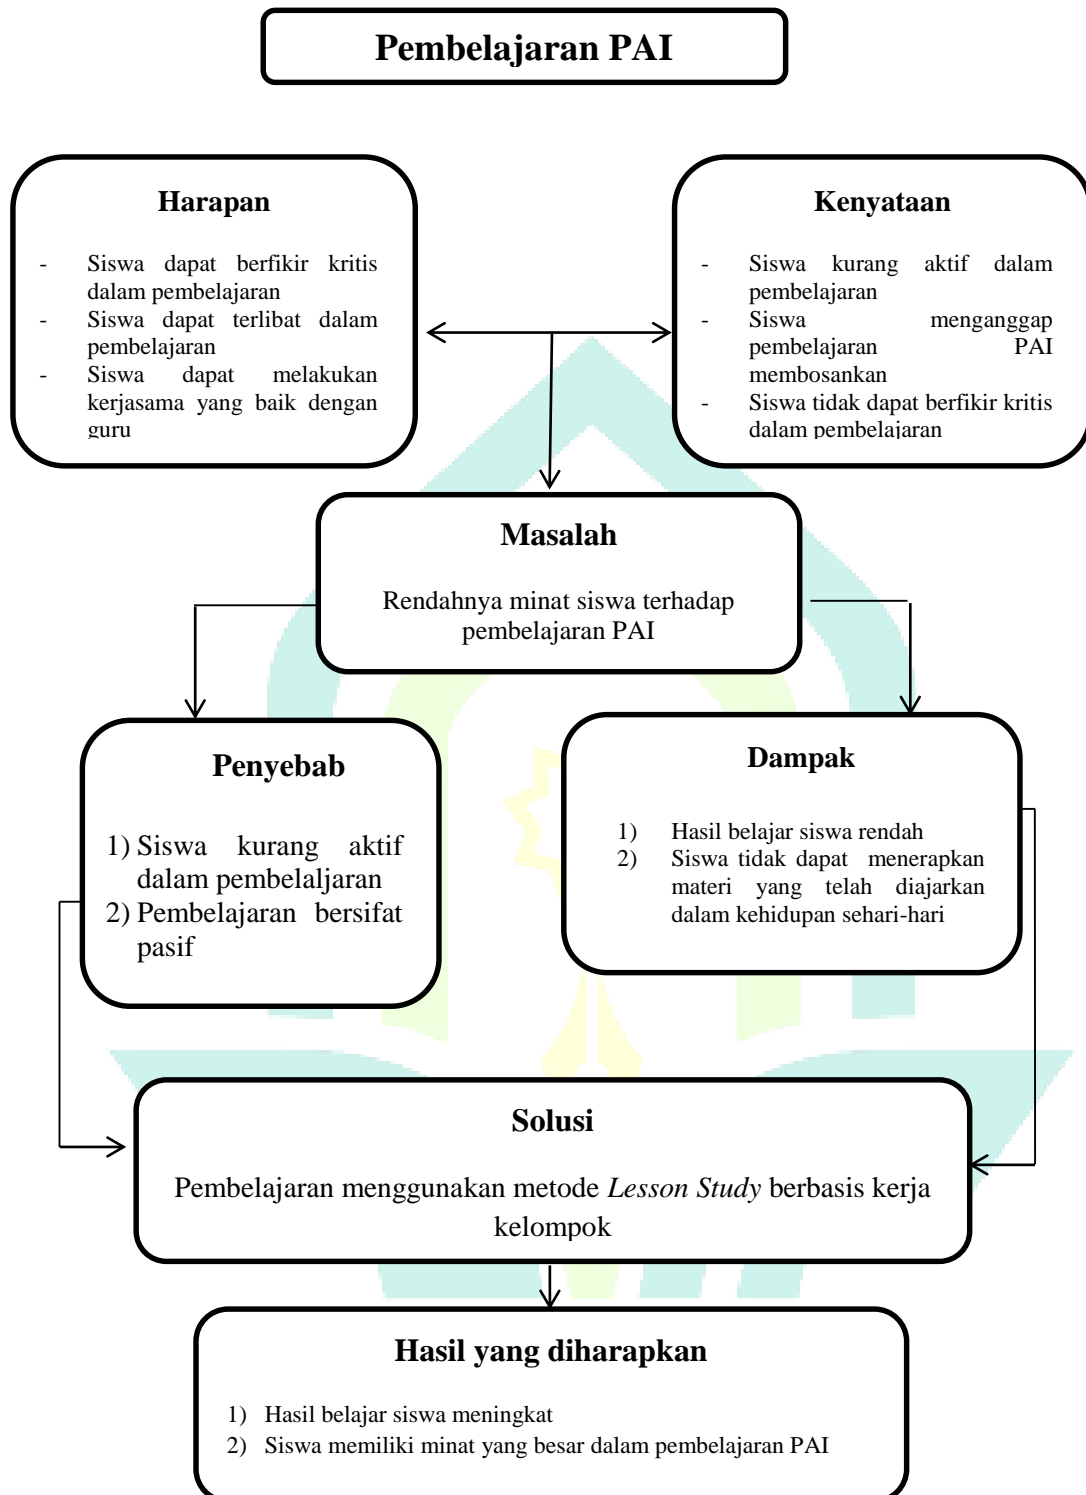 Pembelajaran PAI
Harapan
- Siswa dapat berfikir kritis
dalam pembelajaran
- Siswa dapat terlibat dalam
pembelajaran
- Siswa dapat melakukan
kerjasama yang baik dengan
guru
Kenyataan
- Siswa kurang aktif dalam
pembelajaran
- Siswa menganggap
pembelajaran PAI
membosankan
- Siswa tidak dapat berfikir kritis
dalam pembelajaran
Masalah
Rendahnya minat siswa terhadap
pembelajaran PAI
Penyebab
1) Siswa kurang aktif
dalam pembelaljaran
2) Pembelajaran bersifat
pasif
Dampak
1) Hasil belajar siswa rendah
2) Siswa tidak dapat menerapkan
materi yang telah diajarkan
dalam kehidupan sehari-hari
Solusi
Pembelajaran menggunakan metode Lesson Study berbasis kerja
kelompok
Hasil yang diharapkan
1) Hasil belajar siswa meningkat
2) Siswa memiliki minat yang besar dalam pembelajaran PAI